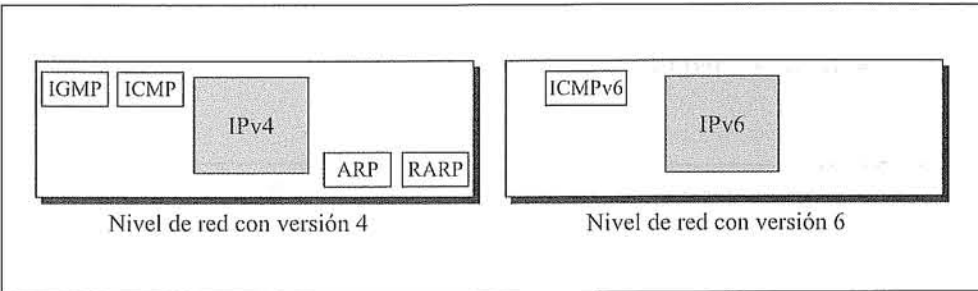 IGMP ICMP
IPv4
ARP RARP
Nivel de red con versión 4
ICMPv6
IPv6
Nivel de red con versión 6